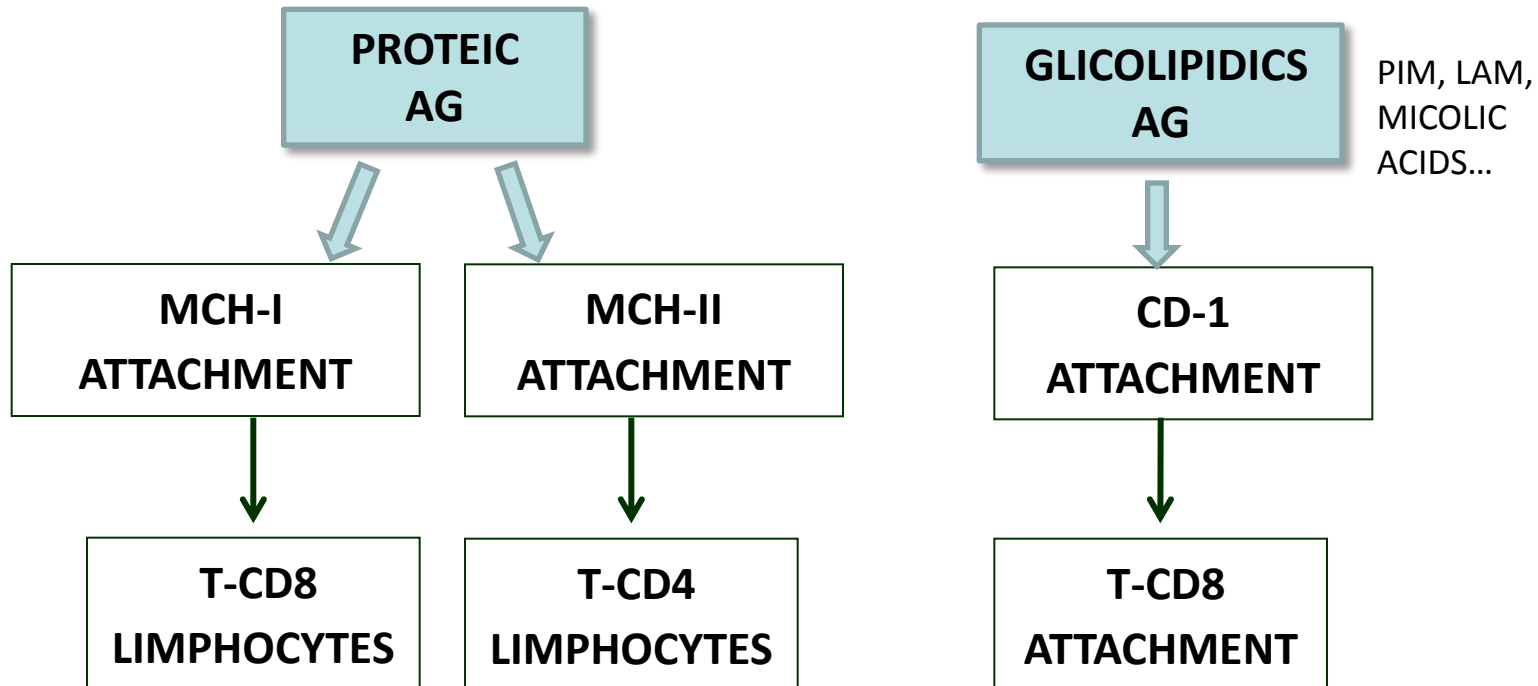 PROTEIC
AG
GLICOLIPIDICS
AG
PIM, LAM,
MICOLIC
ACIDS…
MCH-I
ATTACHMENT
MCH-II
ATTACHMENT
CD-1
ATTACHMENT
T-CD8
LIMPHOCYTES
T-CD4
LIMPHOCYTES
T-CD8
ATTACHMENT